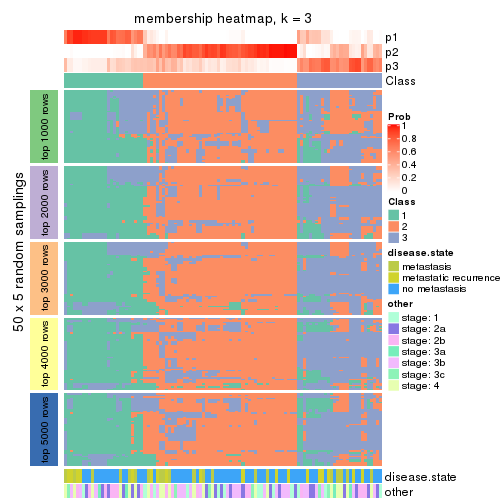 membership heatmap, k = 3
p1
p2
p3
Class
50 x 5 random samplings
top 1000 rows
top 2000 rows
top 3000 rows
top 4000 rows
top 5000 rows
disease.state
other
Prob
1
0.8
0.6
0.4
0.2
0
Class
1
2
3
disease.state
metastasis
metastatic recurrence
no metastasis
other
stage: 1
stage: 2a
stage: 2b
stage: 3a
stage: 3b
stage: 3c
stage: 4